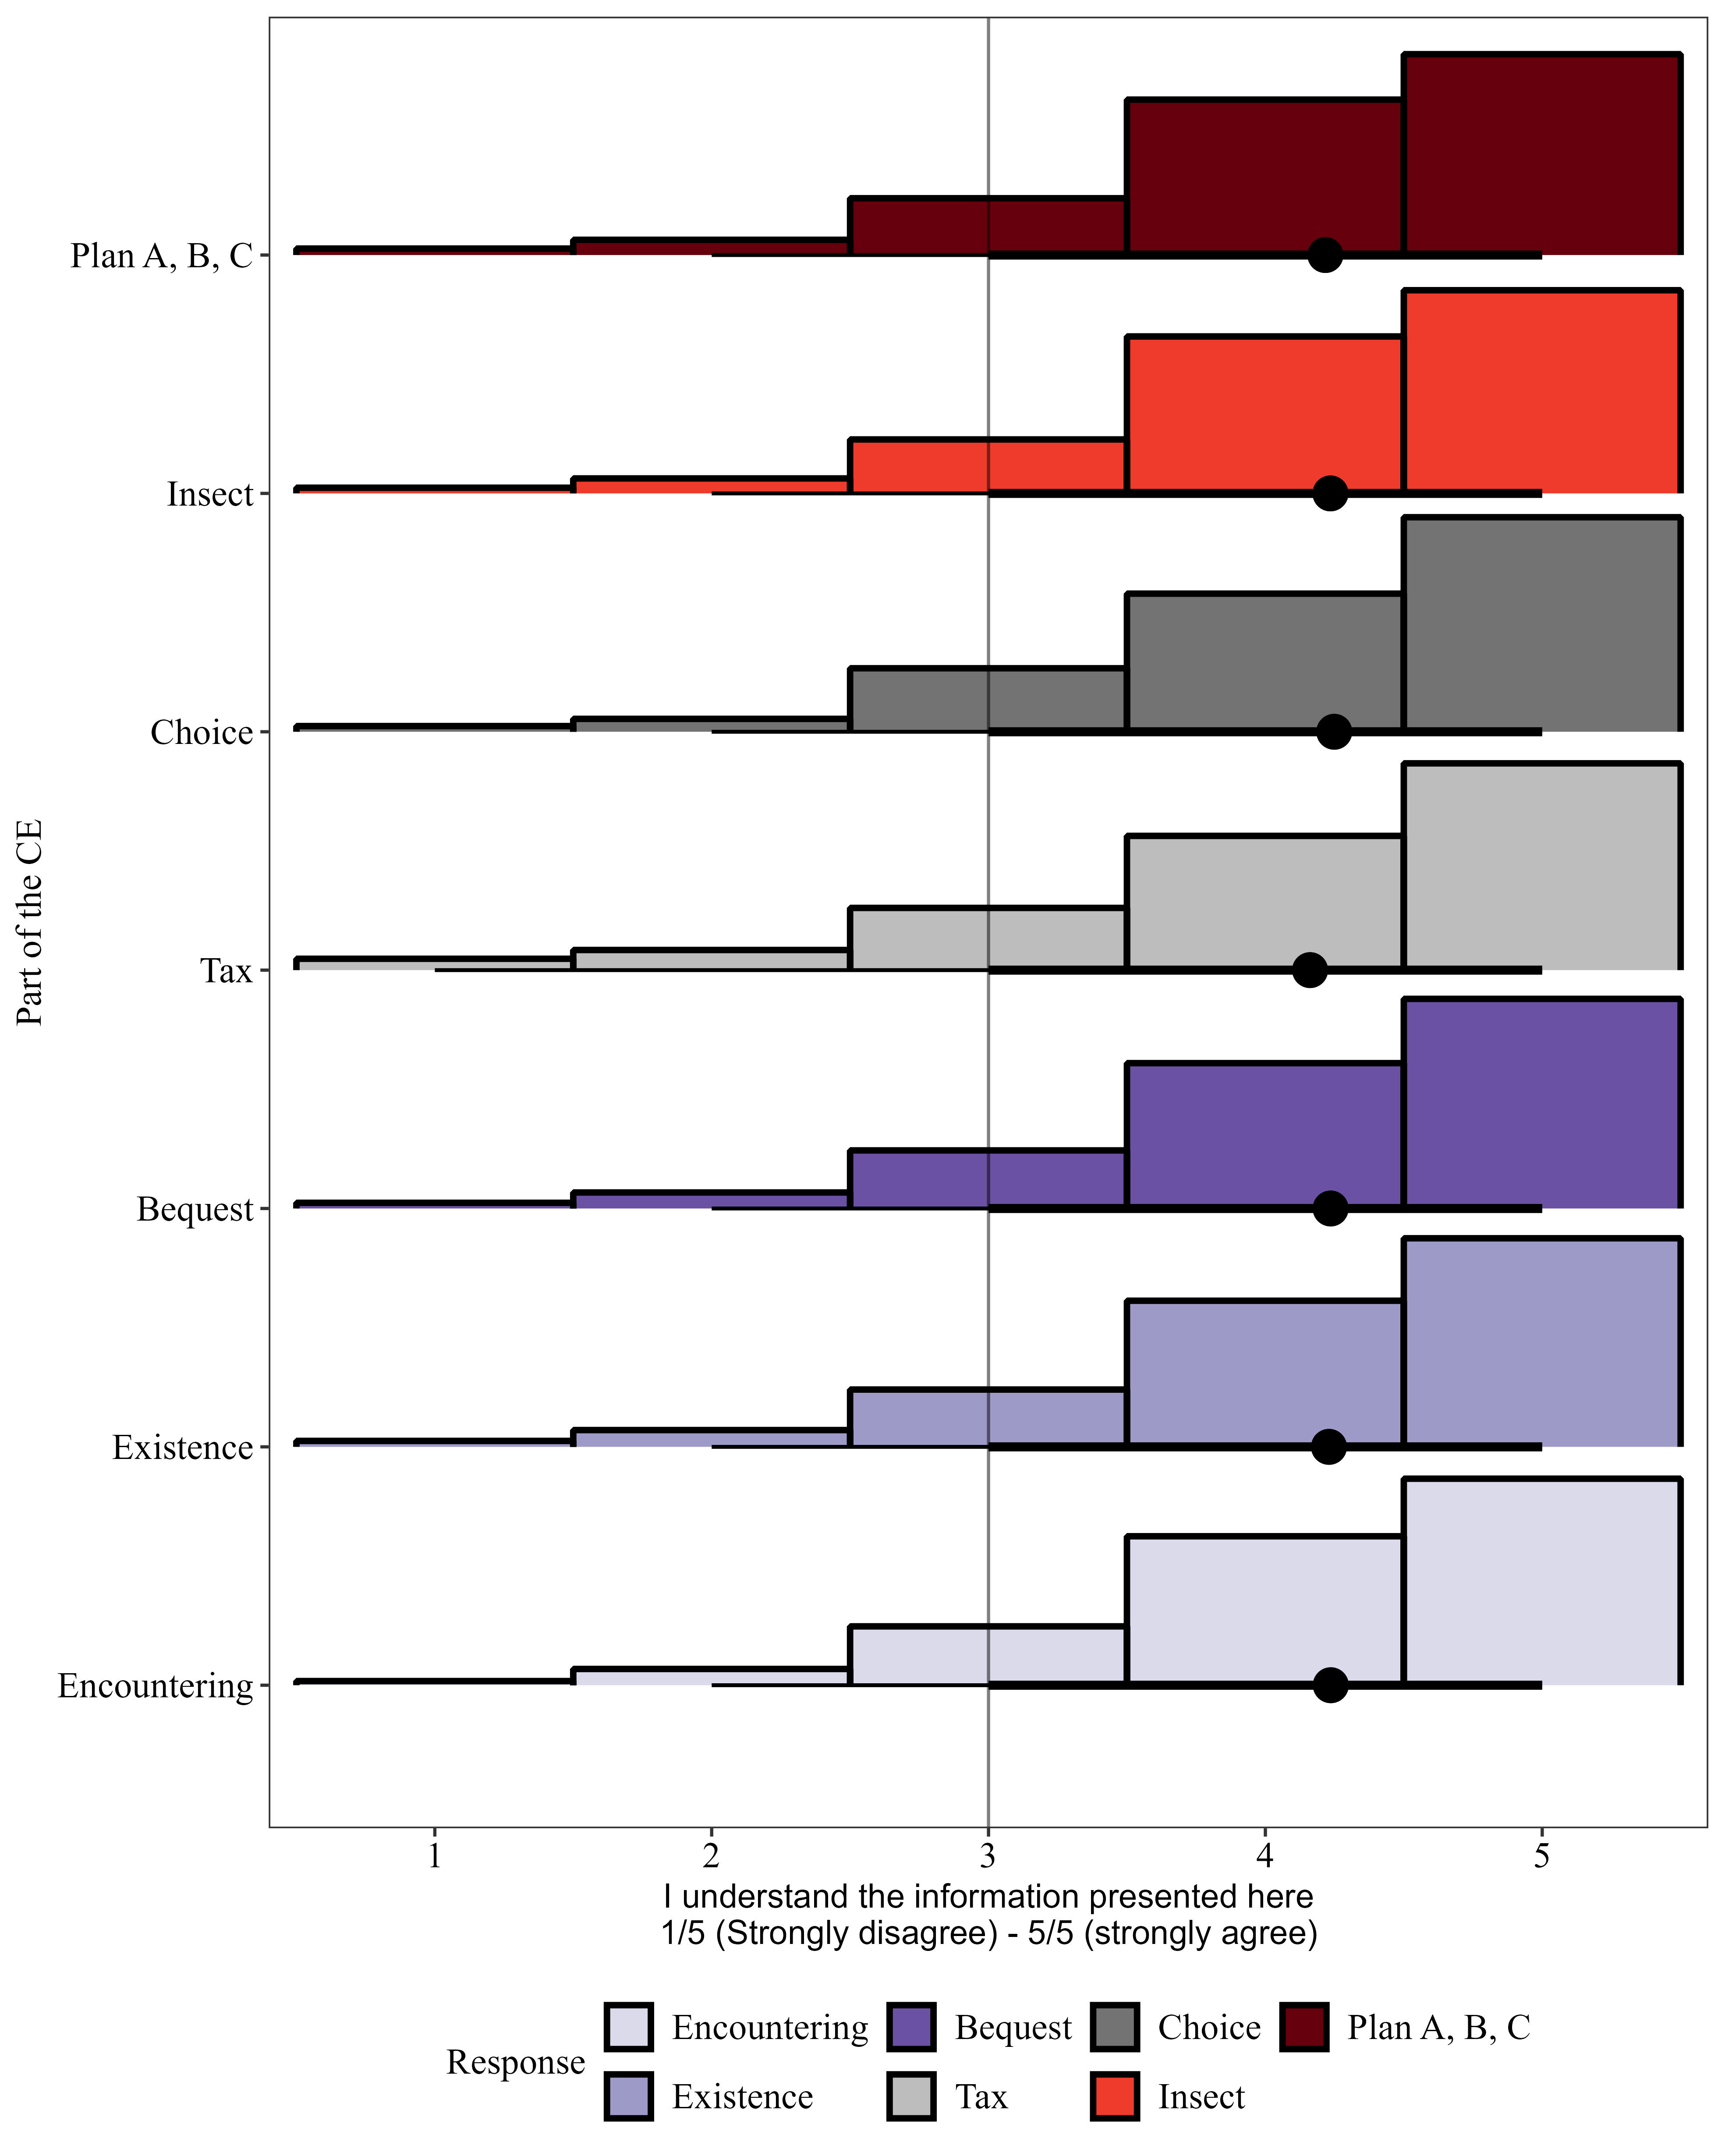 Part of the CE
Plan A, B, C
Insect
Choice
Tax
Bequest
Existence
Encountering
1 2 3 4 5
I understand the information presented here
1/5 (Strongly disagree) - 5/5 (strongly agree)
Response
Encountering Bequest Choice Plan A, B, C
Existence Tax Insect